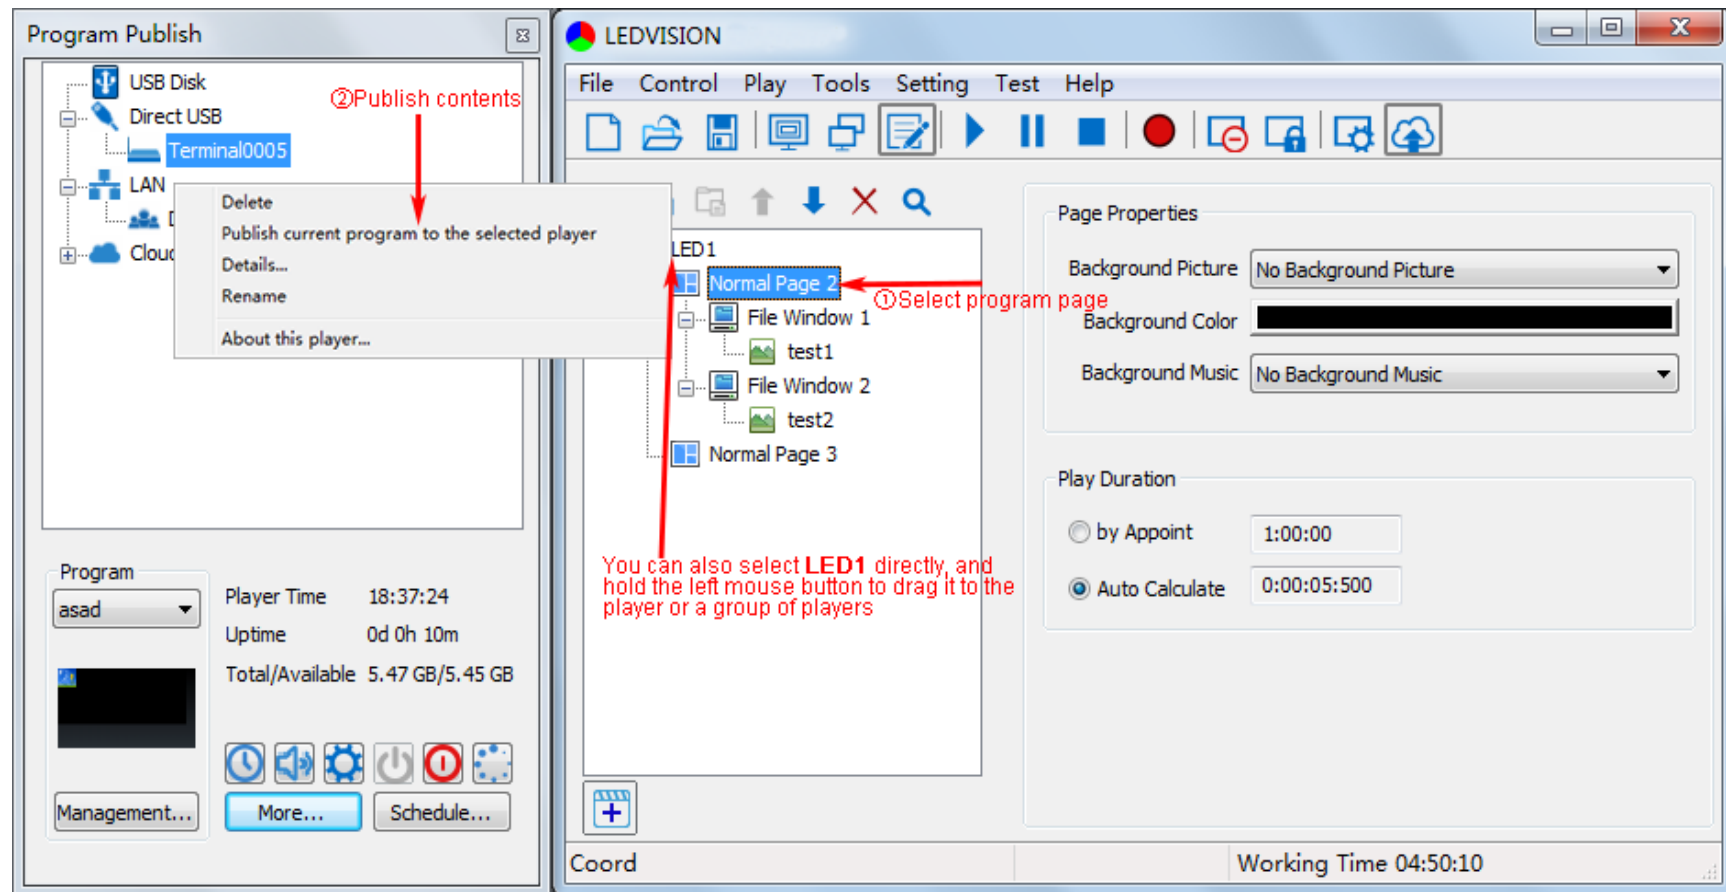 Program Publish
USB Disk
②Publish contents
Direct USB
Terminal0005
LAN
Delete
Publish current program to the selected player
Details...
Rename
About this player...
Program
asad
Player Time 18:37:24
Uptime 0d 0h 10m
Total/Available 5.47 GB/5.45 GB
Management...
More...
Schedule...
LEDVISION
File Control Play Tools Setting Test Help
LED1
Normal Page 2
①Select program page
File Window 1
test1
File Window 2
test2
Normal Page 3
You can also select LED1 directly, and
hold the left mouse button to drag it to the
player or a group of players
Page Properties
Background Picture No Background Picture
Background Color
Background Music No Background Music
Play Duration
by Appoint 1:00:00
Auto Calculate 0:00:05:500
Coord
Working Time 04:50:10